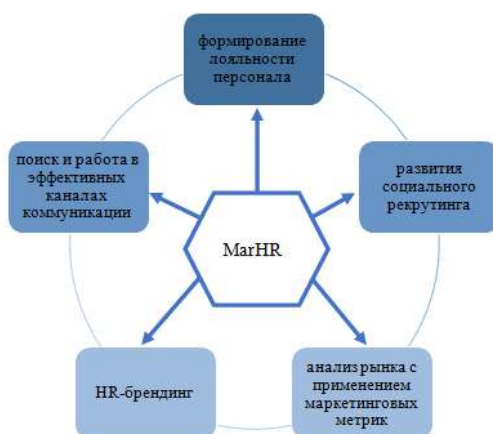 формирование
лояльности
персонала
поиск и работа в
эффективных
каналах
коммуникации
развития
социального
рекрутинга
MarHR
HR-брендинг
анализ рынка с
применением
маркетинговых
метрик